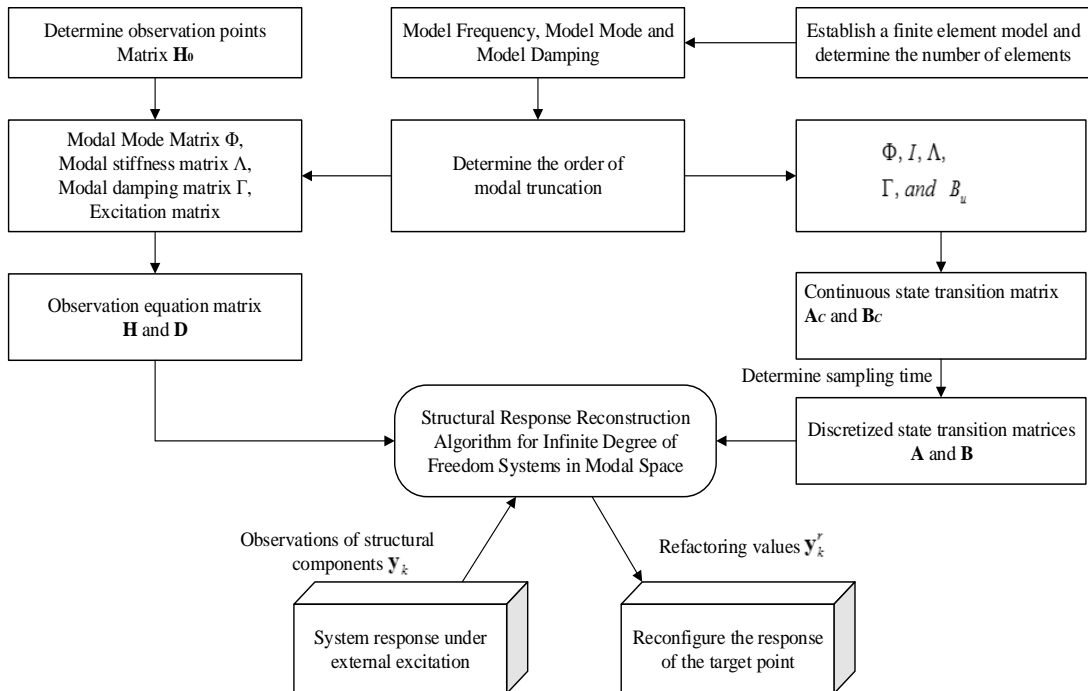 Determine observation points
Matrix H₀
Model Frequency, Model Mode and
Model Damping
Establish a finite element model and
determine the number of elements
Modal Mode Matrix Φ,
Modal stiffness matrix Λ,
Modal damping matrix Γ,
Excitation matrix
Determine the order of
modal truncation
Φ, I, Λ,
Γ, and B_u
Observation equation matrix
H and D
Continuous state transition matrix
Ac and Bc
Determine sampling time
Structural Response Reconstruction
Algorithm for Infinite Degree of
Freedom Systems in Modal Space
Discretized state transition matrices
A and B
Observations of structural
components y_k
Refactoring values y_k^r
System response under
external excitation
Reconfigure the response
of the target point